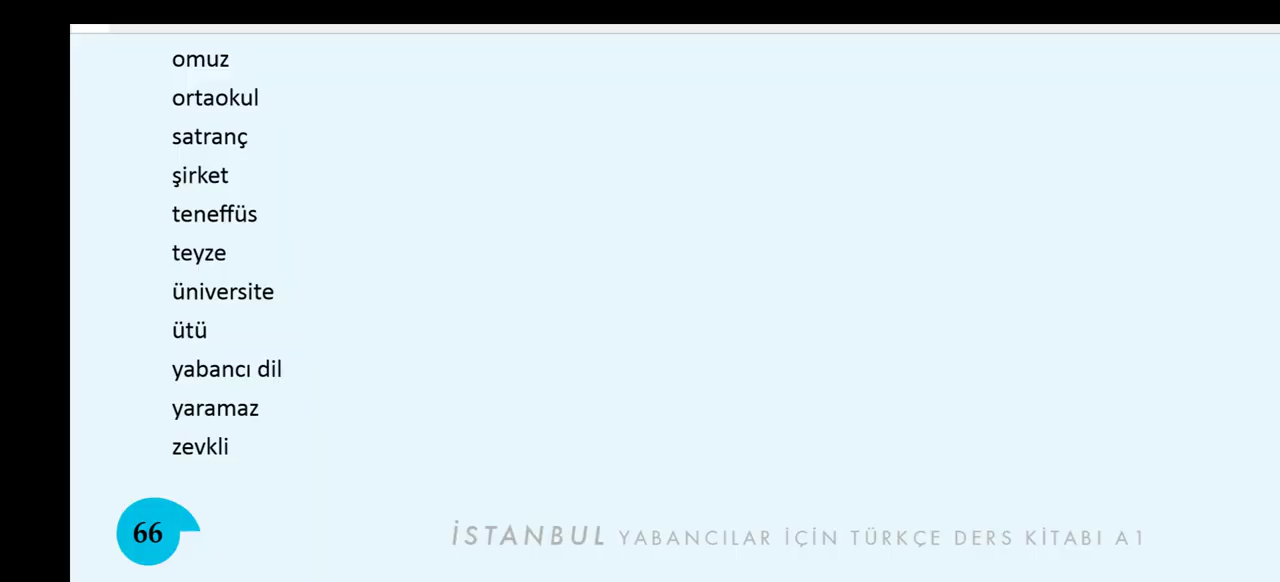 omuz
ortaokul
satranç
şirket
teneffüs
teyze
üniversite
ütü
yabancı dil
yaramaz
zevkli
66
İSTANBUL YABANCILAR İÇİN TÜRKÇE DERS KİTABI A1